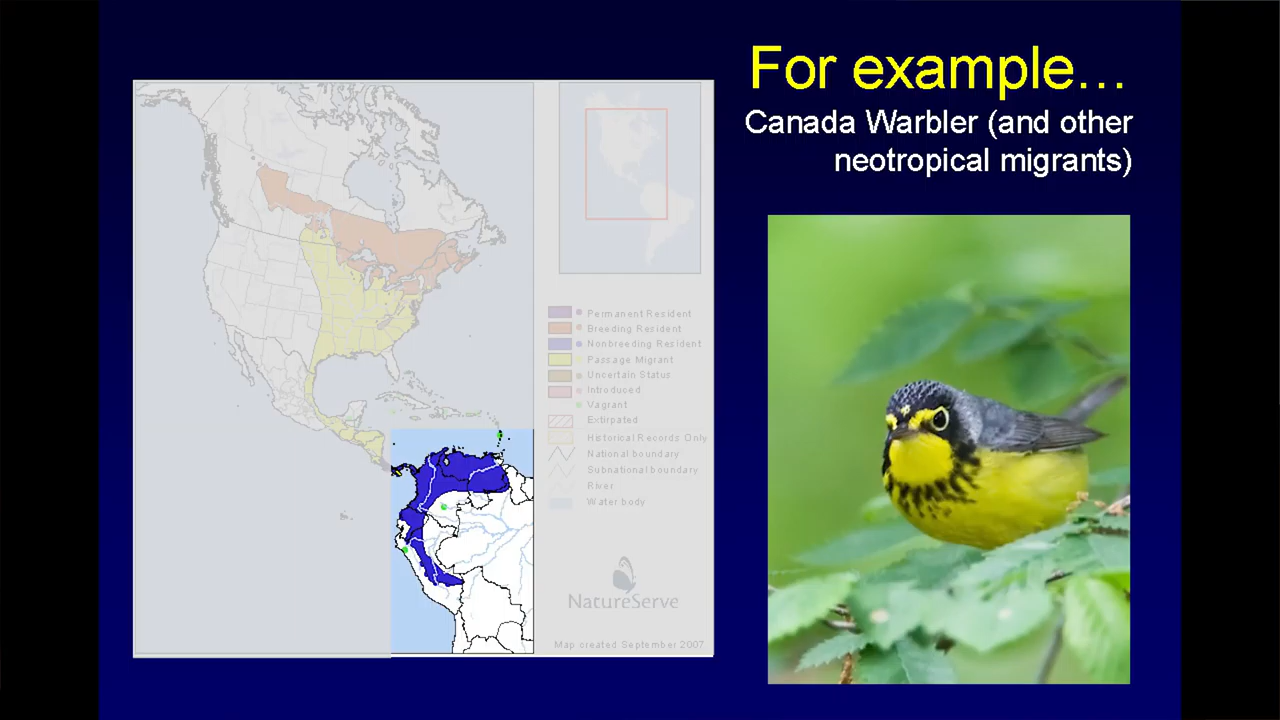 For example…
Canada Warbler (and other
neotropical migrants)
Permanent Resident
Breeding Resident
Nonbreeding Resident
Passage Migrant
Uncertain Status
Introduced
Vagrant
Extirpated
Historical Records Only
National boundary
Subnational boundary
River
Water body
NatureServe
Map created September 2007